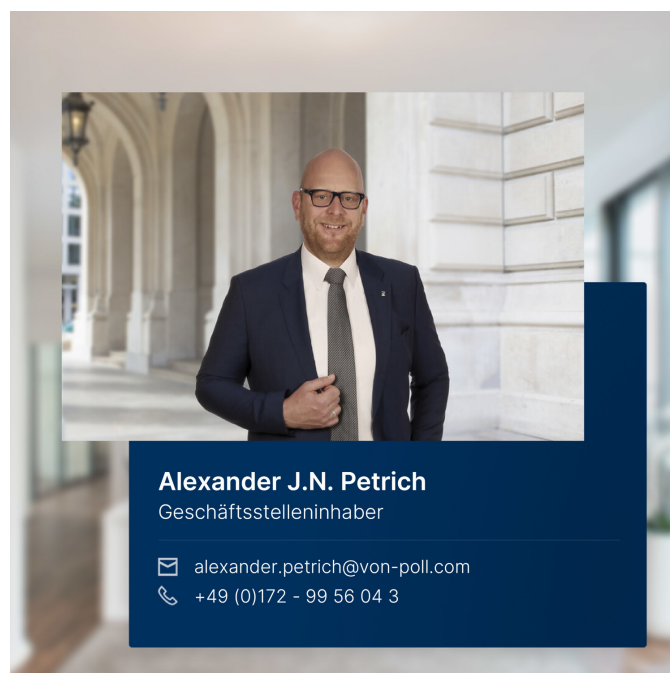 Alexander J.N. Petrich
Geschäftsstelleninhaber
alexander.petrich@von-poll.com
+49 (0)172 - 99 56 04 3